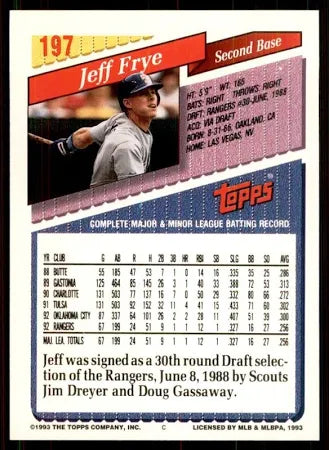 197
Jeff Frye
Second Base
HT: 5'9" WT: 165
BATS: RIGHT THROWS: RIGHT
DRAFT: RANGERS #30-JUNE, 1988
ACQ: VIA DRAFT
BORN: 8-31-66, OAKLAND, CA
HOME: LAS VEGAS, NV
TOPPS
COMPLETE MAJOR & MINOR LEAGUE BATTING RECORD
YR CLUB G AB R H 2B 3B HR RBI SB SLG BB SO AVG
88 BUTTE 55 185 47 53 7 1 0 14 16 .335 35 25 .286
89 GASTONIA 125 464 85 145 26 3 1 40 33 .388 72 53 .313
90 CHARLOTTE 131 503 77 137 16 7 0 50 29 .332 80 66 .272
91 TULSA 131 503 92 152 32 11 4 41 15 .433 71 60 .302
92 OKLAHOMA CITY 87 337 64 101 26 2 2 28 11 .407 51 39 .300
92 RANGERS 67 199 24 51 9 1 1 12 1 .327 16 27 .256
MAJ. LEA. TOTALS 67 199 24 51 9 1 1 12 1 .327 16 27 .256
Jeff was signed as a 30th round Draft selec-
tion of the Rangers, June 8, 1988 by Scouts
Jim Dreyer and Doug Gassaway.
©1993 THE TOPPS COMPANY, INC. C LICENSED BY MLB & MLBPA, 1993